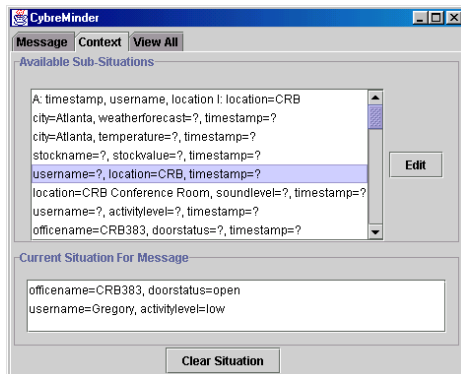 CybreMinder
Message Context View All
Available Sub-Situations
A: timestamp, username, location I: location=CRB
city=Atlanta, weatherforecast=?, timestamp=?
city=Atlanta, temperature=?, timestamp=?
stockname=?, stockvalue=?, timestamp=?
username=?, location=CRB, timestamp=?
location=CRB Conference Room, soundlevel=?, timestamp=?
username=?, activitylevel=?, timestamp=?
officename=CRB383, doorstatus=?, timestamp=?
Edit
Current Situation For Message
officename=CRB383, doorstatus=open
username=Gregory, activitylevel=low
Clear Situation